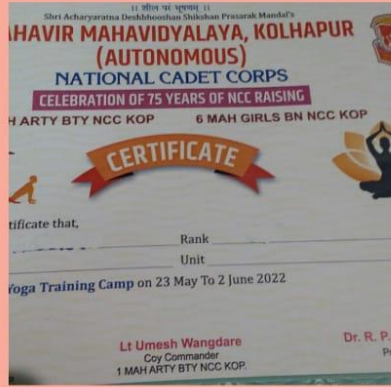 ।। शीलं परं भूषणम् ।।
Shri Acharyaratna Deshbhooshan Shikshan Prasarak Mandal's
AHAVIR MAHAVIDYALAYA, KOLHAPUR
(AUTONOMOUS)
NATIONAL CADET CORPS
CELEBRATION OF 75 YEARS OF NCC RAISING
H ARTY BTY NCC KOP 6 MAH GIRLS BN NCC KOP
CERTIFICATE
tificate that,
Rank
Unit
Yoga Training Camp on 23 May To 2 June 2022
Lt Umesh Wangdare Dr. R. P.
Coy Commander
1 MAH ARTY BTY NCC KOP.